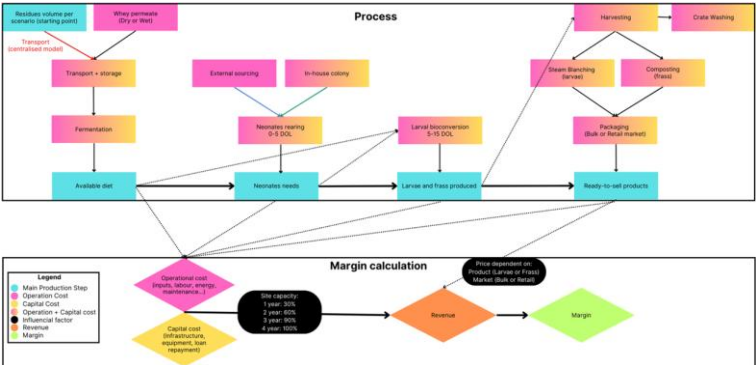 Process
Residues volume per
scenario (starting point)
Whey permeate
(Dry or Wet)
Transport
(centralised model)
Transport + storage
Fermentation
Available diet
External sourcing
In-house colony
Neonates rearing
0-5 DOL
Neonates needs
Larval bioconversion
5-15 DOL
Larvae and frass produced
Harvesting
Crate Washing
Steam Blanching
(larvae)
Composting
(frass)
Packaging
(Bulk or Retail market)
Ready-to-sell products
Margin calculation
Legend
Main Production Step
Operation Cost
Capital Cost
Operation + Capital cost
Influencial factor
Revenue
Margin
Operational cost
(inputs, labour, energy,
maintenance...)
Capital cost
(Infrastructure,
equipment, loan
repayment)
Site capacity:
1 year: 30%
2 year: 60%
3 year: 90%
4 year: 100%
Price dependent on:
Product (Larvae or Frass)
Market (Bulk or Retail)
Revenue
Margin